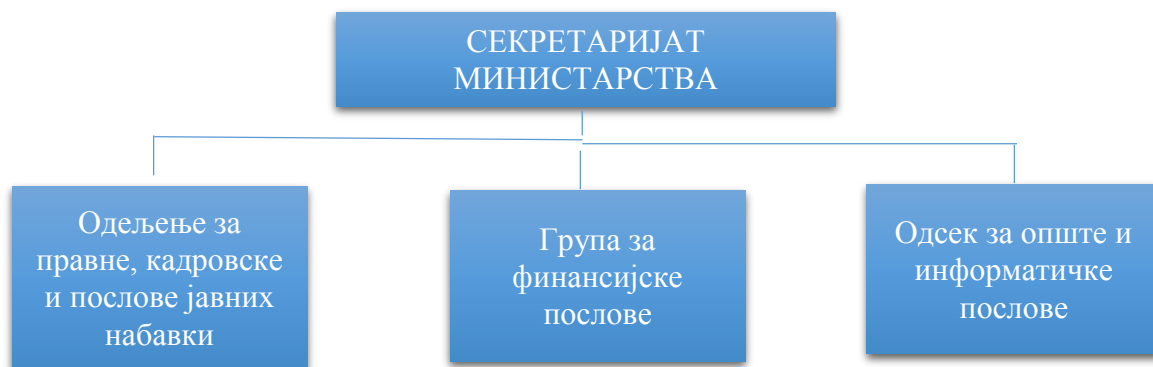 СЕКРЕТАРИЈАТ
МИНИСТАРСТВА
Одељење за
правне, кадровске
и послове јавних
набавки
Група за
финансијске
послове
Одсек за опште и
информатичке
послове